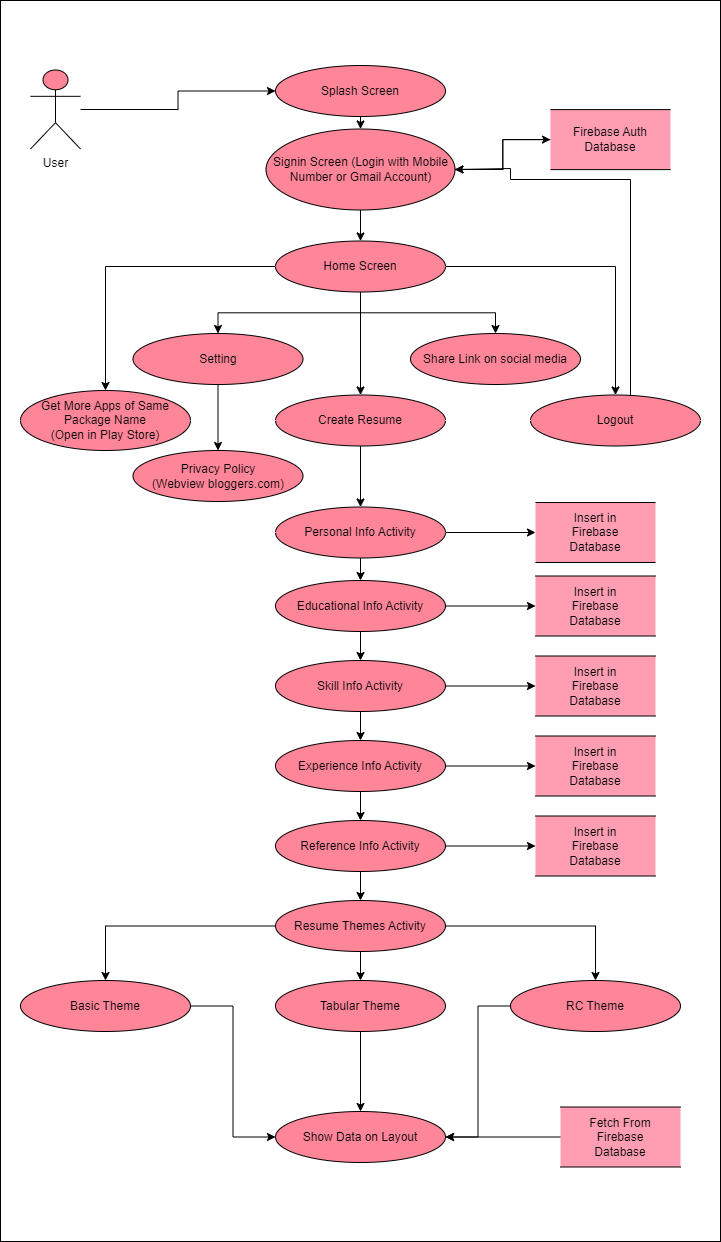 Splash Screen
User
Signin Screen (Login with Mobile
Number or Gmail Account)
Firebase Auth
Database
Home Screen
Setting
Share Link on social media
Get More Apps of Same
Package Name
(Open in Play Store)
Create Resume
Logout
Privacy Policy
(Webview bloggers.com)
Personal Info Activity
Insert in
Firebase
Database
Educational Info Activity
Insert in
Firebase
Database
Skill Info Activity
Insert in
Firebase
Database
Experience Info Activity
Insert in
Firebase
Database
Reference Info Activity
Insert in
Firebase
Database
Resume Themes Activity
Basic Theme
Tabular Theme
RC Theme
Show Data on Layout
Fetch From
Firebase
Database